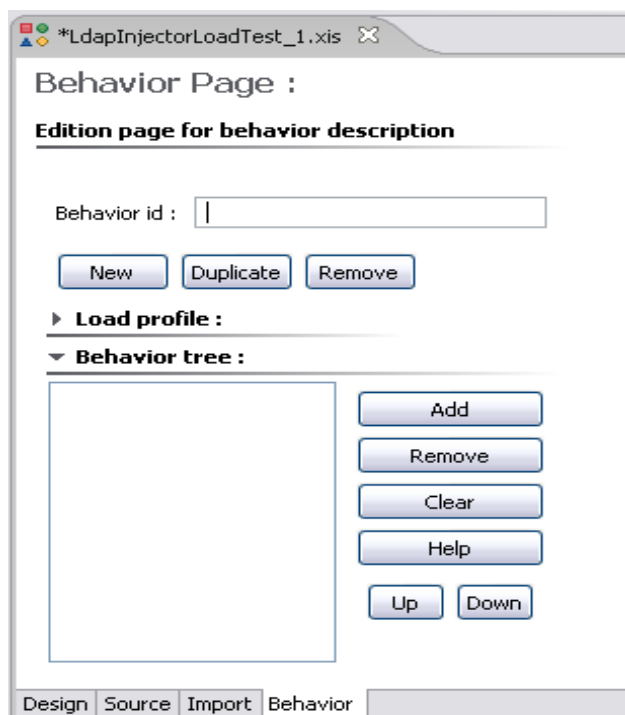 *LdapInjectorLoadTest_1.xis
Behavior Page :
Edition page for behavior description
Behavior id :
New Duplicate Remove
Load profile :
Behavior tree :
Add
Remove
Clear
Help
Up Down
Design Source Import Behavior